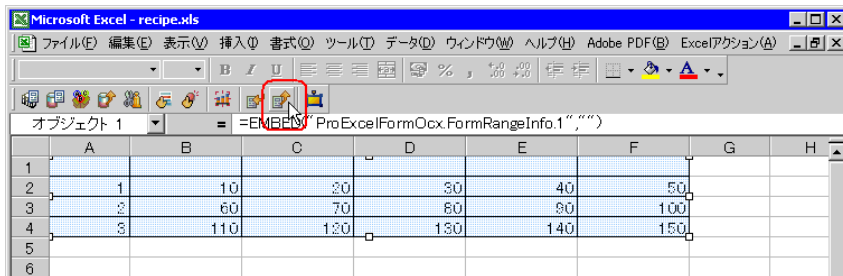 Microsoft Excel - recipe.xls
ファイル(F) 編集(E) 表示(V) 挿入(I) 書式(O) ツール(T) データ(D) ウィンドウ(W) ヘルプ(H) Adobe PDF(B) Excelアクション(A)
B I U % ,
オブジェクト 1 = =EMBED("ProExcelFormOcx.FormRangeInfo.1","")
A B C D E F G H
1
2 1 10 20 30 40 50
3 2 60 70 80 90 100
4 3 110 120 130 140 150
5
6